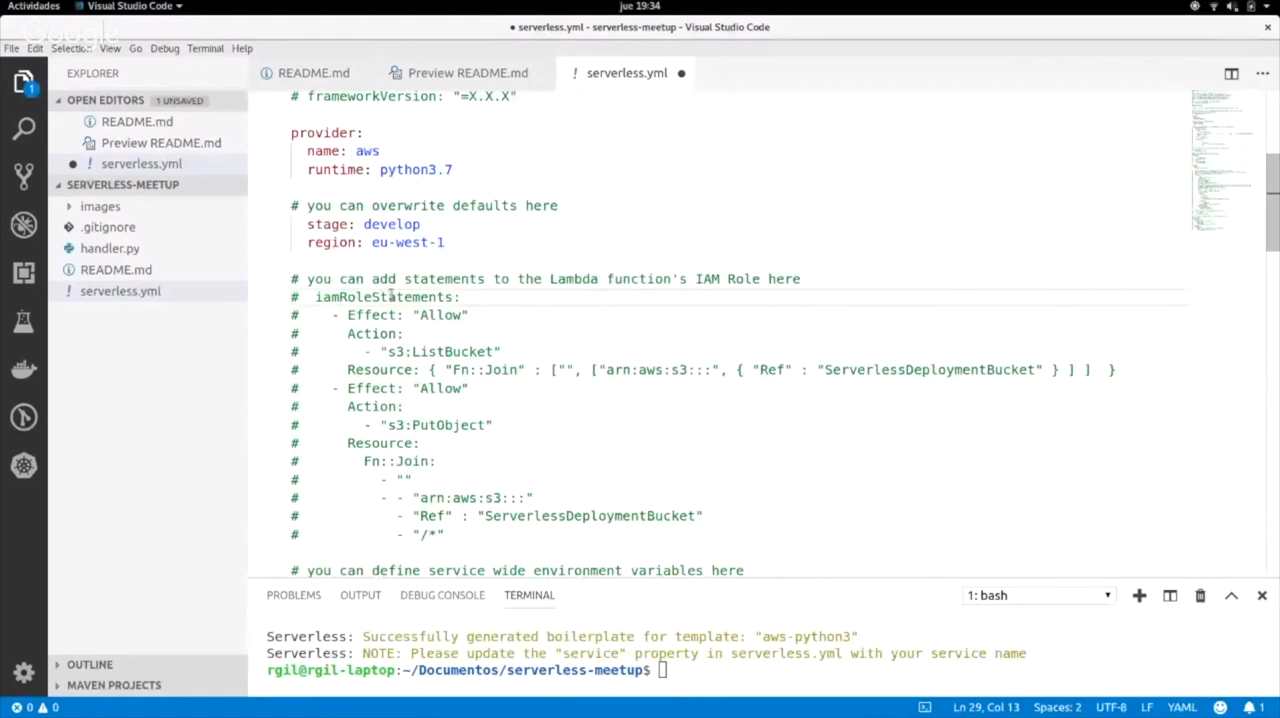 Actividades Visual Studio Code jue 19:34
● serverless.yml - serverless-meetup - Visual Studio Code
Google
File Edit Selection View Go Debug Terminal Help
EXPLORER
README.md Preview README.md ! serverless.yml
1
OPEN EDITORS 1 UNSAVED
README.md
Preview README.md
! serverless.yml
SERVERLESS-MEETUP
images
.gitignore
handler.py
README.md
! serverless.yml
# frameworkVersion: "=X.X.X"
provider:
name: aws
runtime: python3.7
# you can overwrite defaults here
stage: develop
region: eu-west-1
# you can add statements to the Lambda function's IAM Role here
# iamRoleStatements:
# - Effect: "Allow"
# Action:
# - "s3:ListBucket"
# Resource: { "Fn::Join" : ["", ["arn:aws:s3:::", { "Ref" : "ServerlessDeploymentBucket" } ] ] }
# - Effect: "Allow"
# Action:
# - "s3:PutObject"
# Resource:
# Fn::Join:
# - ""
# - - "arn:aws:s3:::"
# - "Ref" : "ServerlessDeploymentBucket"
# - "/*"
# you can define service wide environment variables here
PROBLEMS OUTPUT DEBUG CONSOLE TERMINAL 1: bash
Serverless: Successfully generated boilerplate for template: "aws-python3"
Serverless: NOTE: Please update the "service" property in serverless.yml with your service name
rgil@rgil-laptop:~/Documentos/serverless-meetup$
OUTLINE
MAVEN PROJECTS
0 0 Ln 29, Col 13 Spaces: 2 UTF-8 LF YAML 1